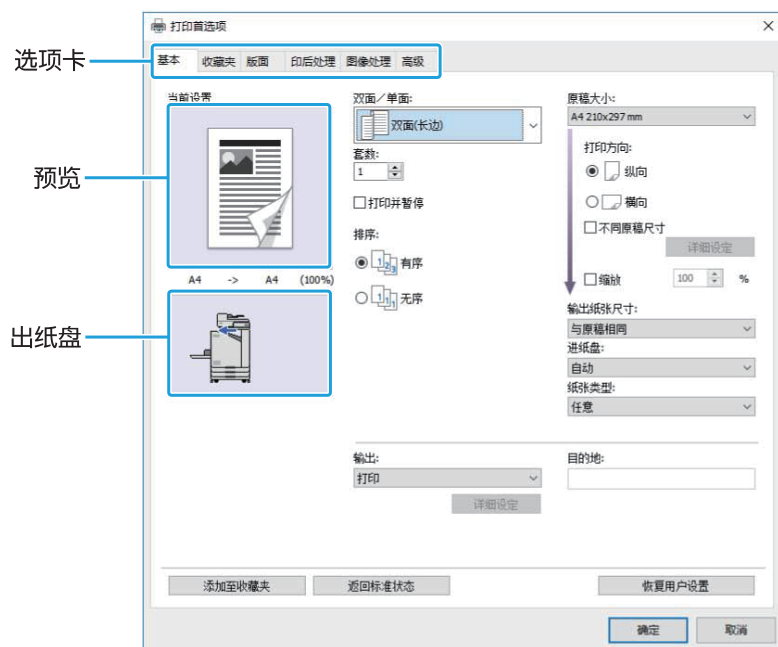 打印首选项
选项卡
基本 收藏夹 版面 印后处理 图像处理 高级
当前设置
预览
A4 -> A4 (100%)
出纸盘
双面/单面:
双面(长边)
套数:
1
打印并暂停
排序:
1 2 3 有序
1 1 1 无序
原稿大小:
A4 210x297 mm
打印方向:
纵向
横向
不同原稿尺寸
详细设定
缩放 100 %
输出纸张尺寸:
与原稿相同
进纸盘:
自动
纸张类型:
任意
输出:
打印
详细设定
目的地:
添加至收藏夹 返回标准状态 恢复用户设置
确定 取消